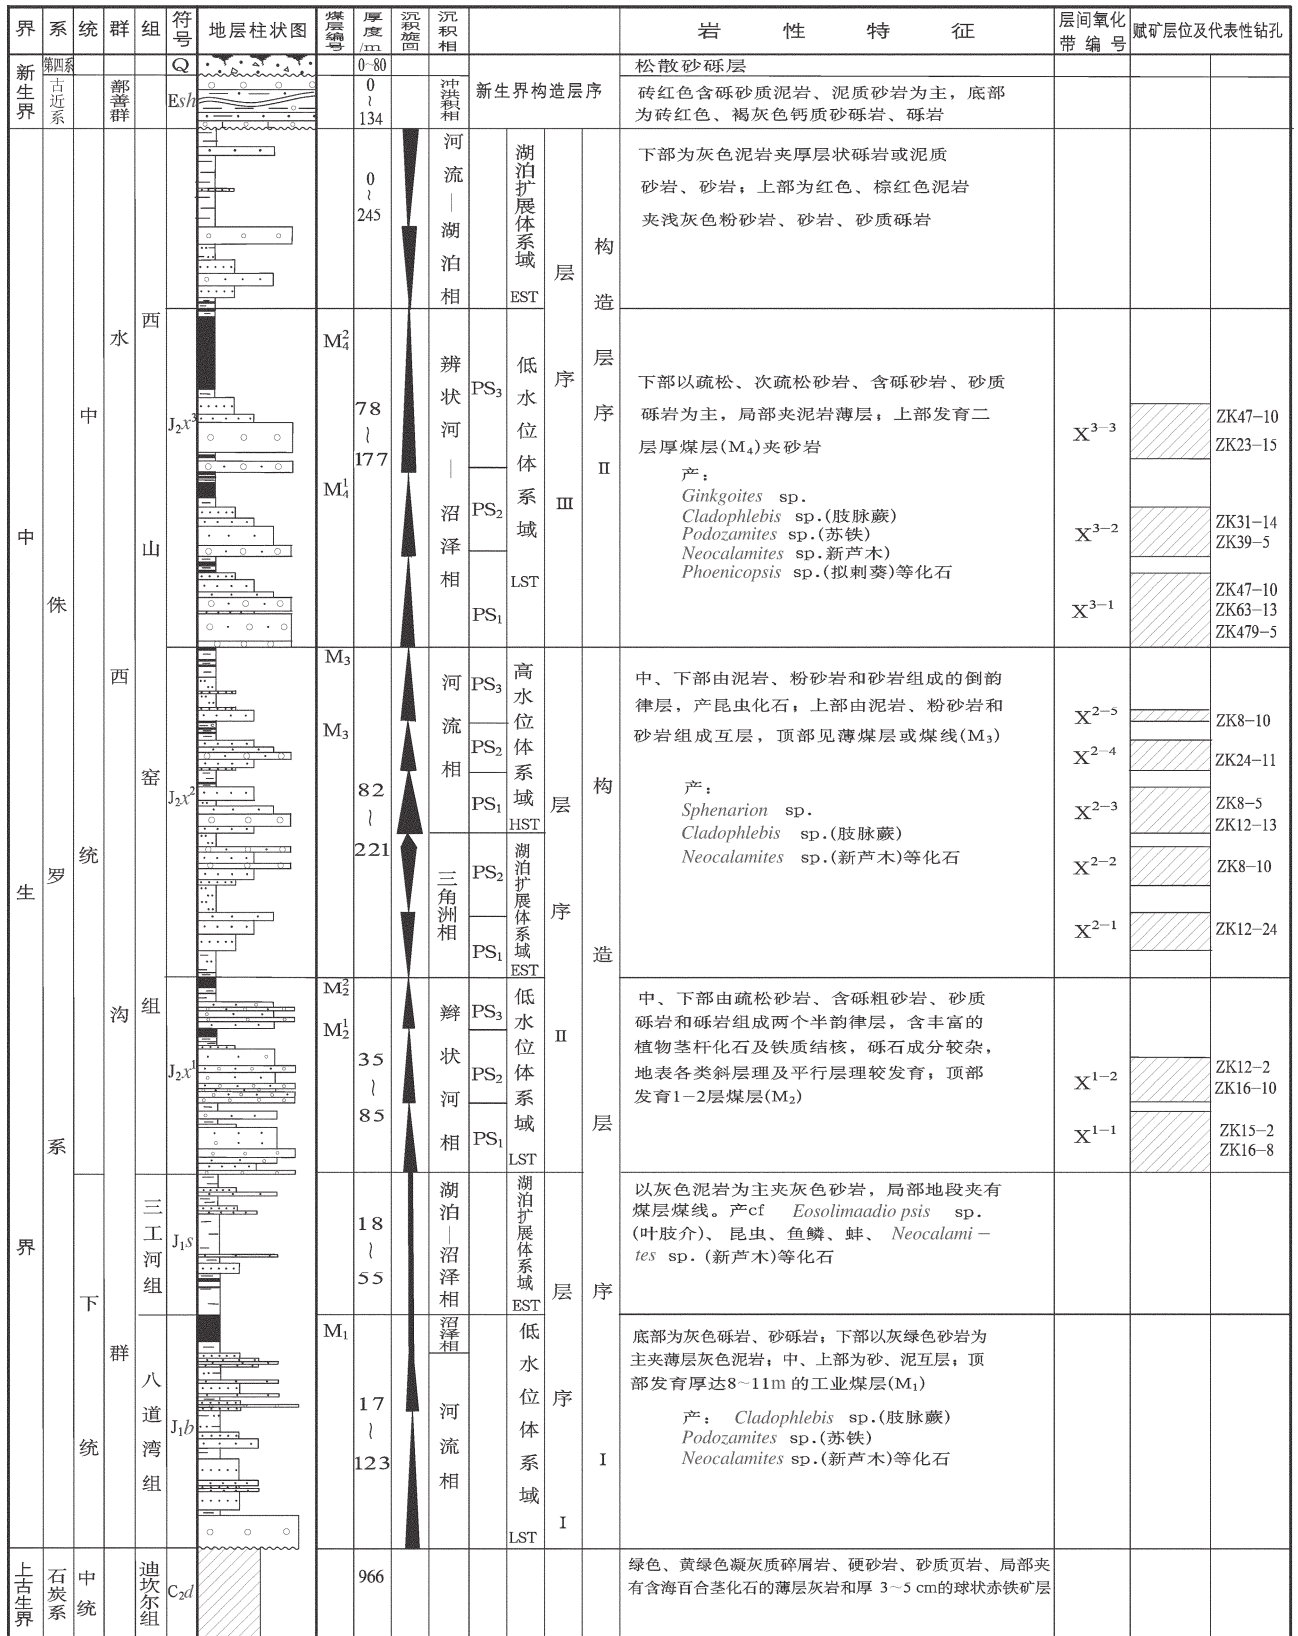 界 系 统 群 组 符号 地层柱状图 煤层编号 厚度/m 沉积旋回 沉积相 岩 性 特 征 层间氧化带编号 赋矿层位及代表性钻孔
新生界
第四系 Q 0~80 松散砂砾层
古近系 鄯善群 Esh 0~134 冲洪积相 新生界构造层序
砖红色含砾砂质泥岩、泥质砂岩为主，底部
为砖红色、褐灰色钙质砂砾岩、砾岩
中生界
侏罗系
中统
下统
水西沟群
西山窑组
0~245
河流—湖泊相
湖泊扩展体系域 EST
下部为灰色泥岩夹厚层状砾岩或泥质
砂岩、砂岩；上部为红色、棕红色泥岩
夹浅灰色粉砂岩、砂岩、砂质砾岩
层序Ⅲ
构造层序Ⅱ
J₂x³
M₄²
M₄¹
78~177
辨状河—沼泽相
PS₃
PS₂
PS₁
低水位体系域 LST
下部以疏松、次疏松砂岩、含砾砂岩、砂质
砾岩为主，局部夹泥岩薄层；上部发育二
层厚煤层(M₄)夹砂岩
产：
Ginkgoites sp.
Cladophlebis sp.(肢脉蕨)
Podozamites sp.(苏铁)
Neocalamites sp.新芦木)
Phoenicopsis sp.(拟刺葵)等化石
X³⁻³
ZK47-10
ZK23-15
X³⁻²
ZK31-14
ZK39-5
X³⁻¹
ZK47-10
ZK63-13
ZK479-5
J₂x²
M₃
M₃
82~221
河流相
PS₃
PS₂
PS₁
高水位体系域 HST
三角洲相
PS₂
PS₁
湖泊扩展体系域 EST
中、下部由泥岩、粉砂岩和砂岩组成的倒韵
律层，产昆虫化石；上部由泥岩、粉砂岩和
砂岩组成互层，顶部见薄煤层或煤线(M₃)
产：
Sphenarion sp.
Cladophlebis sp.(肢脉蕨)
Neocalamites sp.(新芦木)等化石
X²⁻⁵
ZK8-10
X²⁻⁴
ZK24-11
X²⁻³
ZK8-5
ZK12-13
X²⁻²
ZK8-10
X²⁻¹
ZK12-24
层序Ⅱ
构造层序Ⅰ
J₂x¹
M₂²
M₂¹
35~85
辫状河相
PS₃
PS₂
PS₁
低水位体系域 LST
中、下部由疏松砂岩、含砾粗砂岩、砂质
砾岩和砾岩组成两个半韵律层，含丰富的
植物茎杆化石及铁质结核，砾石成分较杂，
地表各类斜层理及平行层理较发育；顶部
发育1-2层煤层(M₂)
X¹⁻²
ZK12-2
ZK16-10
X¹⁻¹
ZK15-2
ZK16-8
三工河组
J₁s
18~55
湖泊—沼泽相
湖泊扩展体系域 EST
以灰色泥岩为主夹灰色砂岩，局部地段夹有
煤层煤线。产cf Eosolimaadio psis sp.
(叶肢介)、 昆虫、鱼鳞、蚌、 Neocalami-
tes sp.(新芦木)等化石
层序Ⅰ
八道湾组
J₁b
M₁
17~123
沼泽相
河流相
低水位体系域 LST
底部为灰色砾岩、砂砾岩；下部以灰绿色砂岩为
主夹薄层灰色泥岩；中、上部为砂、泥互层；顶
部发育厚达8~11m的工业煤层(M₁)
产： Cladophlebis sp.(肢脉蕨)
Podozamites sp.(苏铁)
Neocalamites sp.(新芦木)等化石
上古生界 石炭系 中统 迪坎尔组 C₂d 966
绿色、黄绿色凝灰质碎屑岩、硬砂岩、砂质页岩、局部夹
有含海百合茎化石的薄层灰岩和厚 3~5 cm的球状赤铁矿层